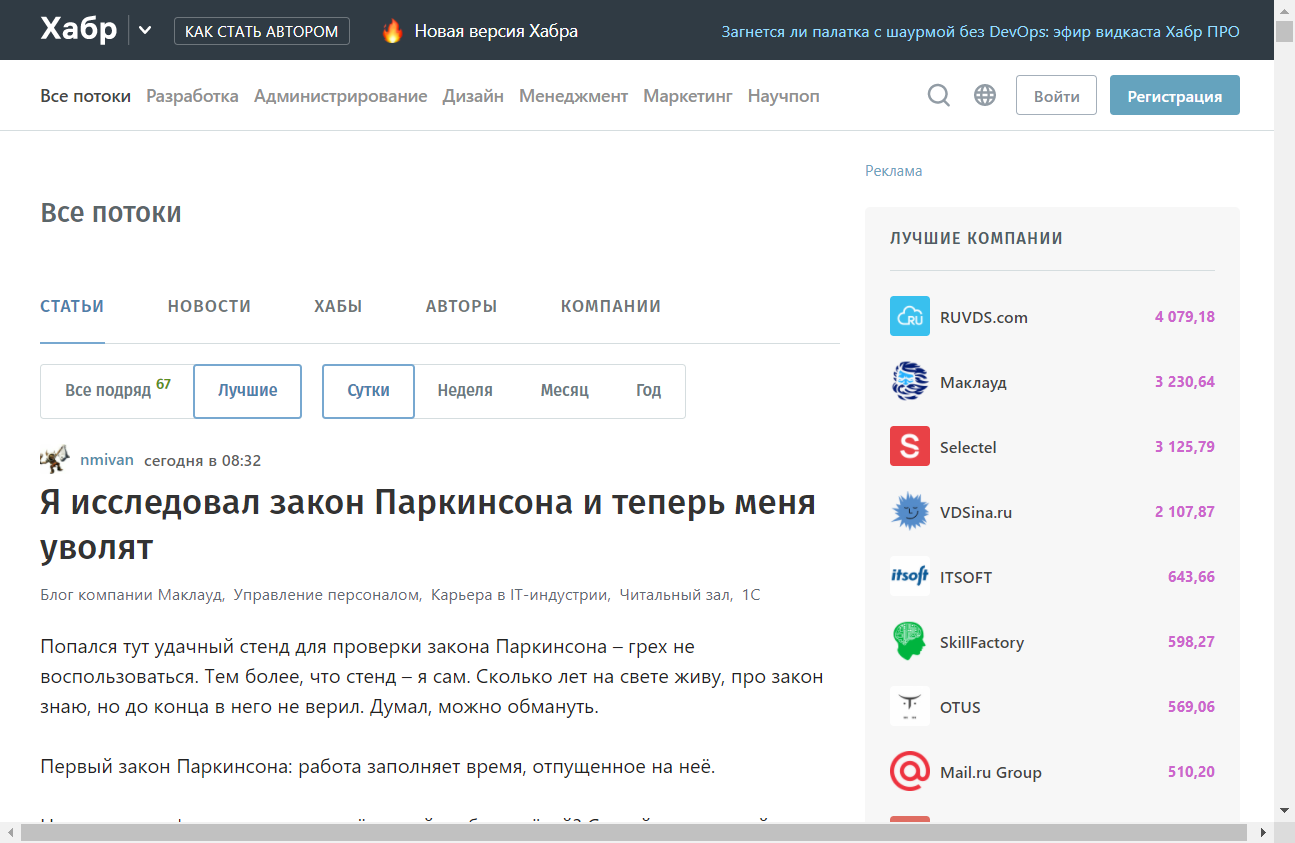 Хабр
КАК СТАТЬ АВТОРОМ
Новая версия Хабра
Загнется ли палатка с шаурмой без DevOps: эфир видкаста Хабр ПРО
Все потоки Разработка Администрирование Дизайн Менеджмент Маркетинг Научпоп
Войти
Регистрация
Все потоки
СТАТЬИ НОВОСТИ ХАБЫ АВТОРЫ КОМПАНИИ
Все подряд 67 Лучшие Сутки Неделя Месяц Год
nmivan сегодня в 08:32
Я исследовал закон Паркинсона и теперь меня
уволят
Блог компании Маклауд, Управление персоналом, Карьера в IT-индустрии, Читальный зал, 1С
Попался тут удачный стенд для проверки закона Паркинсона – грех не
воспользоваться. Тем более, что стенд – я сам. Сколько лет на свете живу, про закон
знаю, но до конца в него не верил. Думал, можно обмануть.
Первый закон Паркинсона: работа заполняет время, отпущенное на неё.
Реклама
ЛУЧШИЕ КОМПАНИИ
RU RUVDS.com 4 079,18
Маклауд 3 230,64
S Selectel 3 125,79
VDSina.ru 2 107,87
itsoft ITSOFT 643,66
SkillFactory 598,27
OTUS 569,06
@ Mail.ru Group 510,20